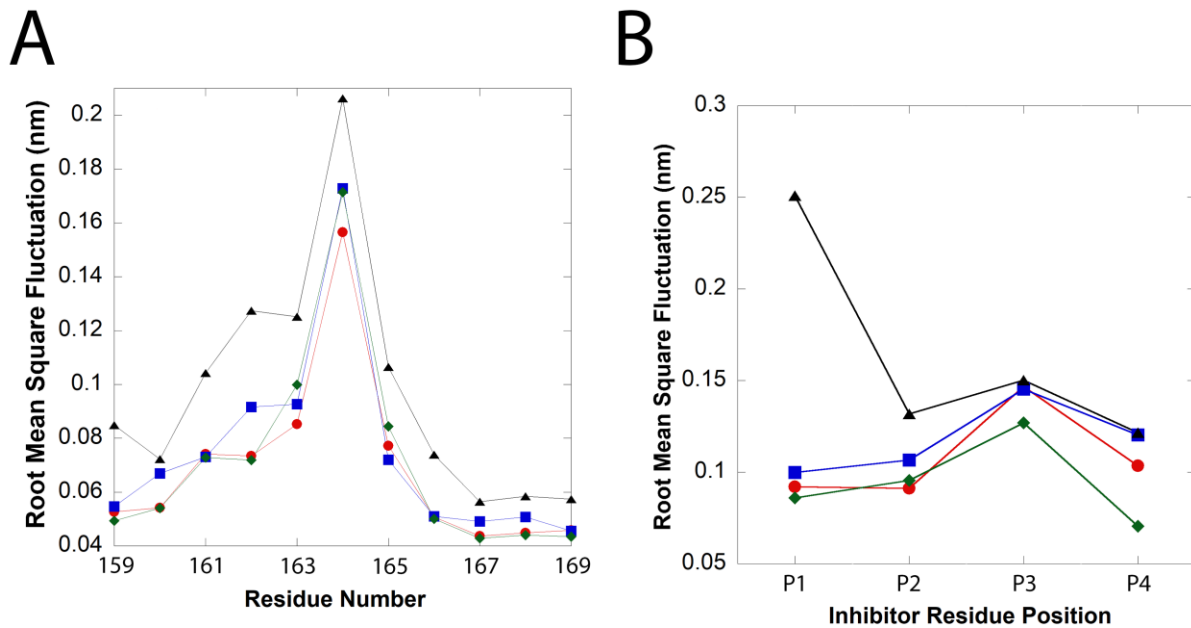 A
Root Mean Square Fluctuation (nm)
0.2
0.18
0.16
0.14
0.12
0.1
0.08
0.06
0.04
159
161
163
165
167
169
Residue Number
B
Root Mean Square Fluctuation (nm)
0.3
0.25
0.2
0.15
0.1
0.05
P1
P2
P3
P4
Inhibitor Residue Position